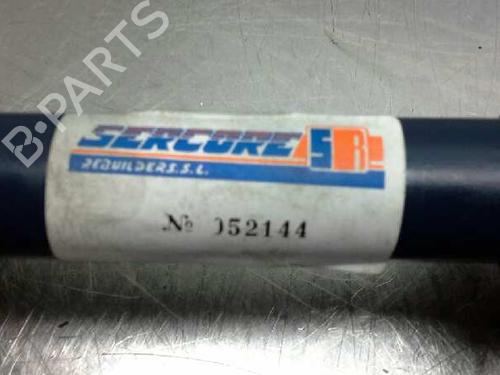 B-PARTS
SERCORE SR
REBUILDERS.S.L.
№ 052144